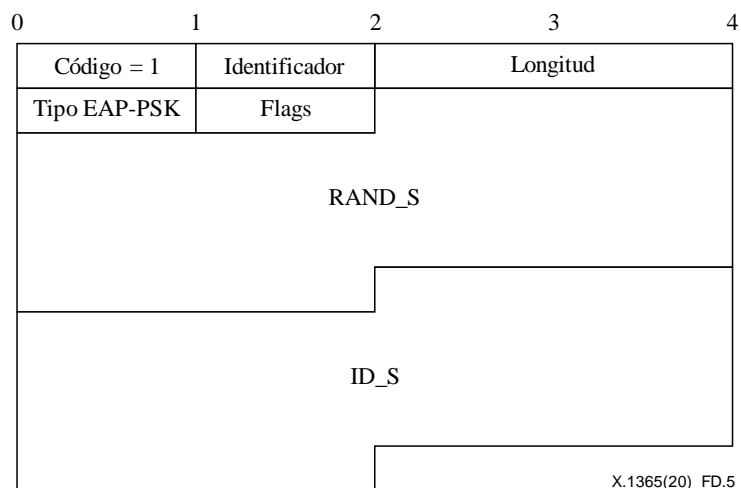 0 1 2 3 4
Código = 1 Identificador Longitud
Tipo EAP-PSK Flags
RAND_S
ID_S
X.1365(20)_FD.5